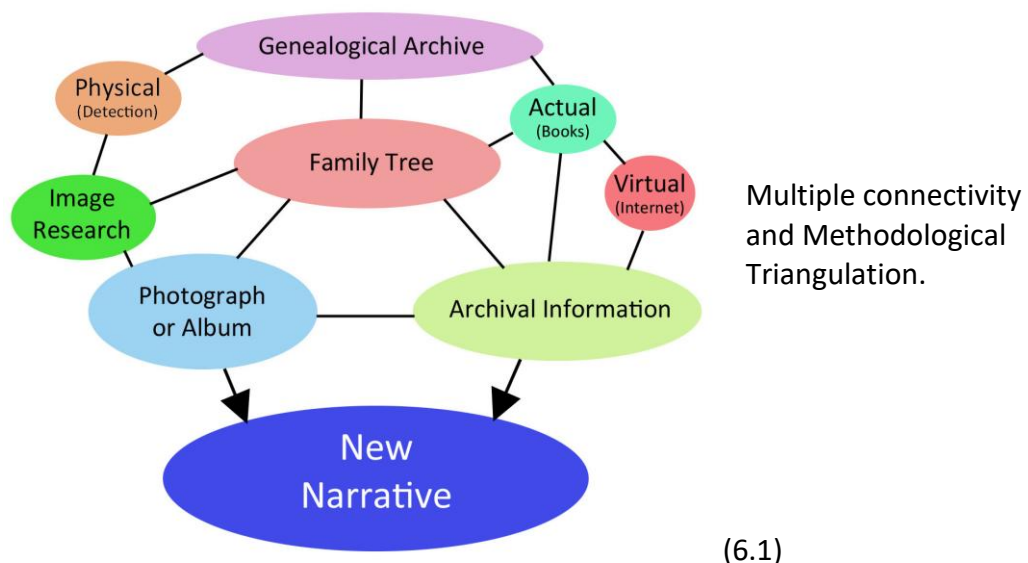 Genealogical Archive
Physical
(Detection)
Actual
(Books)
Family Tree
Virtual
(Internet)
Image
Research
Multiple connectivity
and Methodological
Triangulation.
Photograph
or Album
Archival Information
New
Narrative
(6.1)